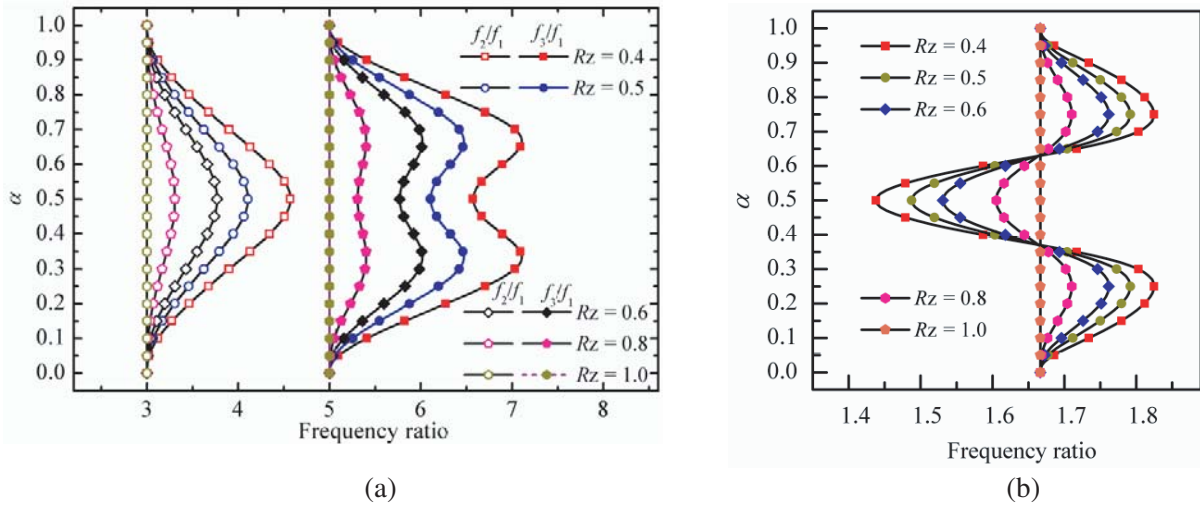 1.0
0.9
0.8
0.7
0.6
0.5
0.4
0.3
0.2
0.1
0.0
α
f2/f1 f3/f1
Rz = 0.4
Rz = 0.5
f2/f1 f3/f1
Rz = 0.6
Rz = 0.8
Rz = 1.0
3 4 5 6 7 8
Frequency ratio
(a)
1.0
0.9
0.8
0.7
0.6
0.5
0.4
0.3
0.2
0.1
0.0
α
Rz = 0.4
Rz = 0.5
Rz = 0.6
Rz = 0.8
Rz = 1.0
1.4 1.5 1.6 1.7 1.8
Frequency ratio
(b)